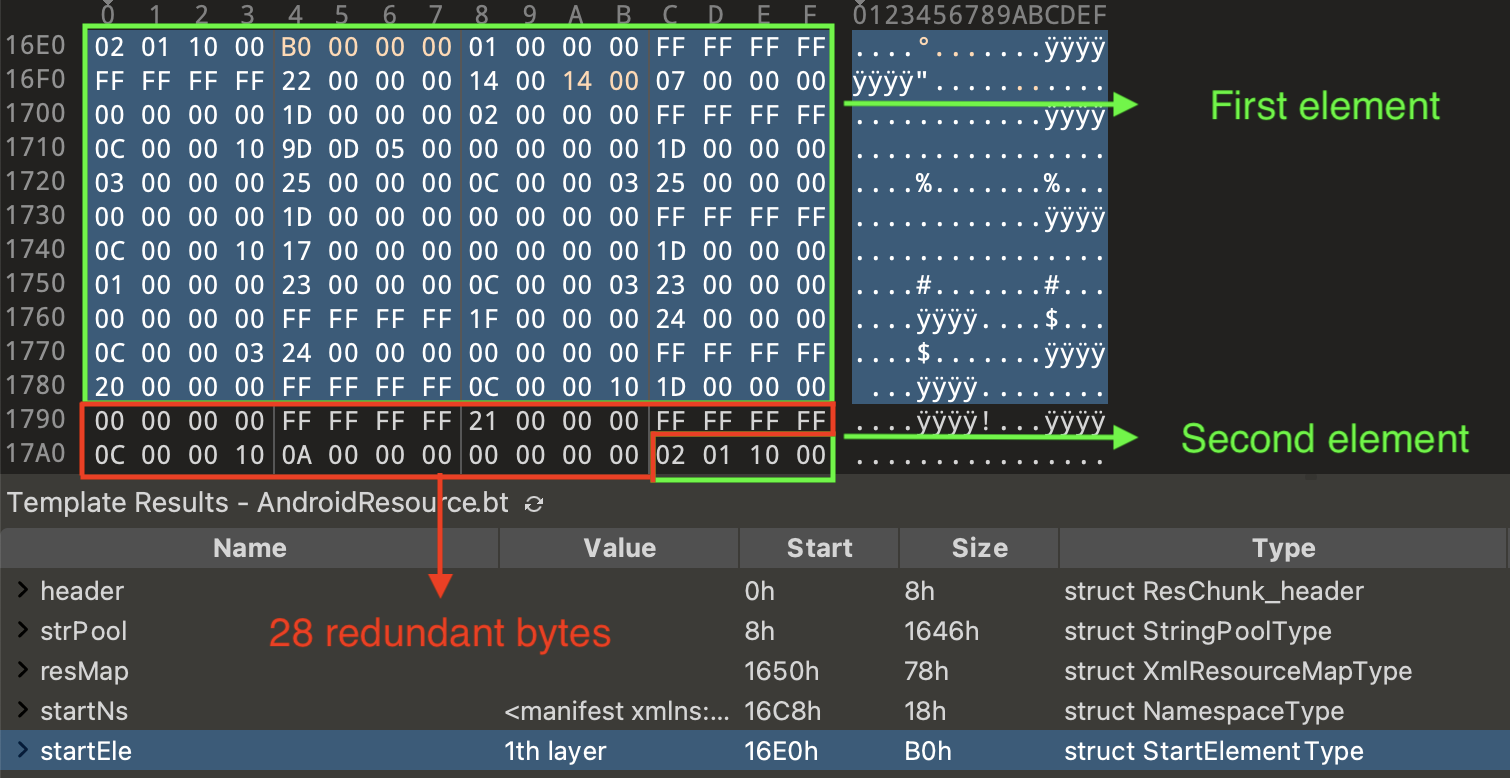 0 1 2 3 4 5 6 7 8 9 A B C D E F 0123456789ABCDEF
16E0 02 01 10 00 B0 00 00 00 01 00 00 00 FF FF FF FF ....°.......ÿÿÿÿ
16F0 FF FF FF FF 22 00 00 00 14 00 14 00 07 00 00 00 ÿÿÿÿ"...........
First element
1700 00 00 00 00 1D 00 00 00 02 00 00 00 FF FF FF FF ............ÿÿÿÿ
1710 0C 00 00 10 9D 0D 05 00 00 00 00 00 1D 00 00 00 ................
1720 03 00 00 00 25 00 00 00 0C 00 00 03 25 00 00 00 ....%.......%...
1730 00 00 00 00 1D 00 00 00 00 00 00 00 FF FF FF FF ............ÿÿÿÿ
1740 0C 00 00 10 17 00 00 00 00 00 00 00 1D 00 00 00 ................
1750 01 00 00 00 23 00 00 00 0C 00 00 03 23 00 00 00 ....#.......#...
1760 00 00 00 00 FF FF FF FF 1F 00 00 00 24 00 00 00 ....ÿÿÿÿ....$...
1770 0C 00 00 03 24 00 00 00 00 00 00 00 FF FF FF FF ....$.......ÿÿÿÿ
1780 20 00 00 00 FF FF FF FF 0C 00 00 10 1D 00 00 00  ...ÿÿÿÿ........
1790 00 00 00 00 FF FF FF FF 21 00 00 00 FF FF FF FF ....ÿÿÿÿ!...ÿÿÿÿ
Second element
17A0 0C 00 00 10 0A 00 00 00 00 00 00 00 02 01 10 00 ................
Template Results - AndroidResource.bt
Name Value Start Size Type
header 0h 8h struct ResChunk_header
28 redundant bytes
strPool 8h 1646h struct StringPoolType
resMap 1650h 78h struct XmlResourceMapType
startNs <manifest xmlns:... 16C8h 18h struct NamespaceType
startEle 1th layer 16E0h B0h struct StartElementType